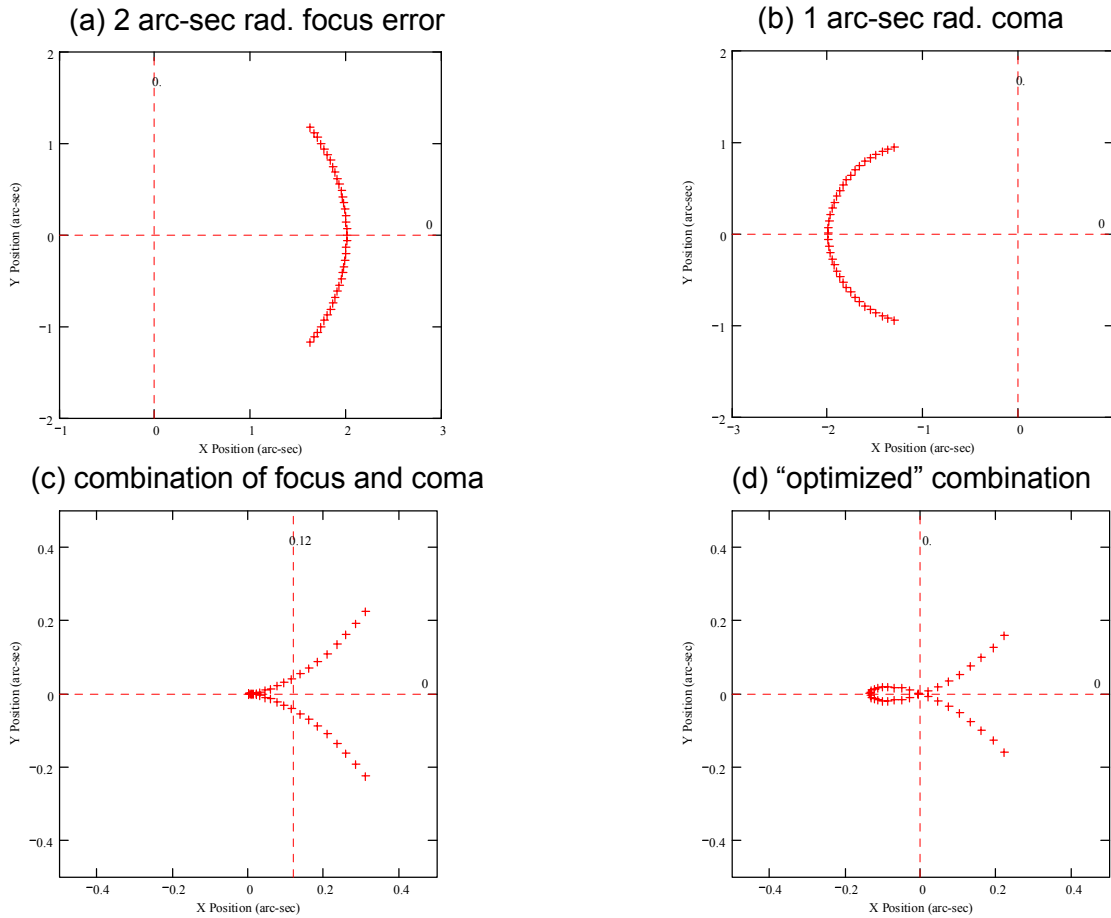 (a) 2 arc-sec rad. focus error
2
1
0
−1
−2
Y Position (arc-sec)
0.
0
−1 0 1 2 3
X Position (arc-sec)
(b) 1 arc-sec rad. coma
2
1
0
−1
−2
Y Position (arc-sec)
0.
0
−3 −2 −1 0
X Position (arc-sec)
(c) combination of focus and coma
0.4
0.2
0
−0.2
−0.4
Y Position (arc-sec)
0.12
0
−0.4 −0.2 0 0.2 0.4
X Position (arc-sec)
(d) “optimized” combination
0.4
0.2
0
−0.2
−0.4
Y Position (arc-sec)
0.
0
−0.4 −0.2 0 0.2 0.4
X Position (arc-sec)